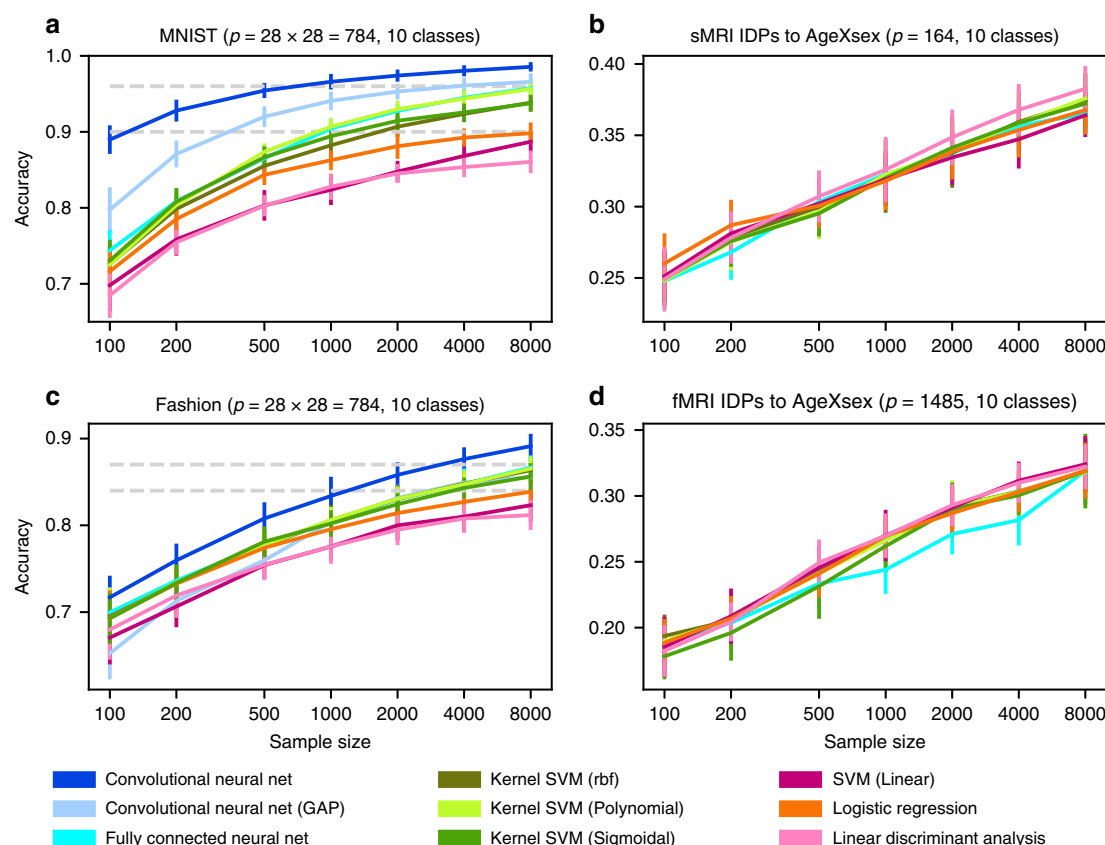 a
MNIST (p = 28 × 28 = 784, 10 classes)
1.0
0.9
0.8
0.7
1.0
Accuracy
100 200 500 1000 2000 4000 8000
b
sMRI IDPs to AgeXsex (p = 164, 10 classes)
0.40
0.35
0.30
0.25
100 200 500 1000 2000 4000 8000
c
Fashion (p = 28 × 28 = 784, 10 classes)
0.9
0.8
0.7
Accuracy
100 200 500 1000 2000 4000 8000
Sample size
d
fMRI IDPs to AgeXsex (p = 1485, 10 classes)
0.35
0.30
0.25
0.20
100 200 500 1000 2000 4000 8000
Sample size
Convolutional neural net
Convolutional neural net (GAP)
Fully connected neural net
Kernel SVM (rbf)
Kernel SVM (Polynomial)
Kernel SVM (Sigmoidal)
SVM (Linear)
Logistic regression
Linear discriminant analysis